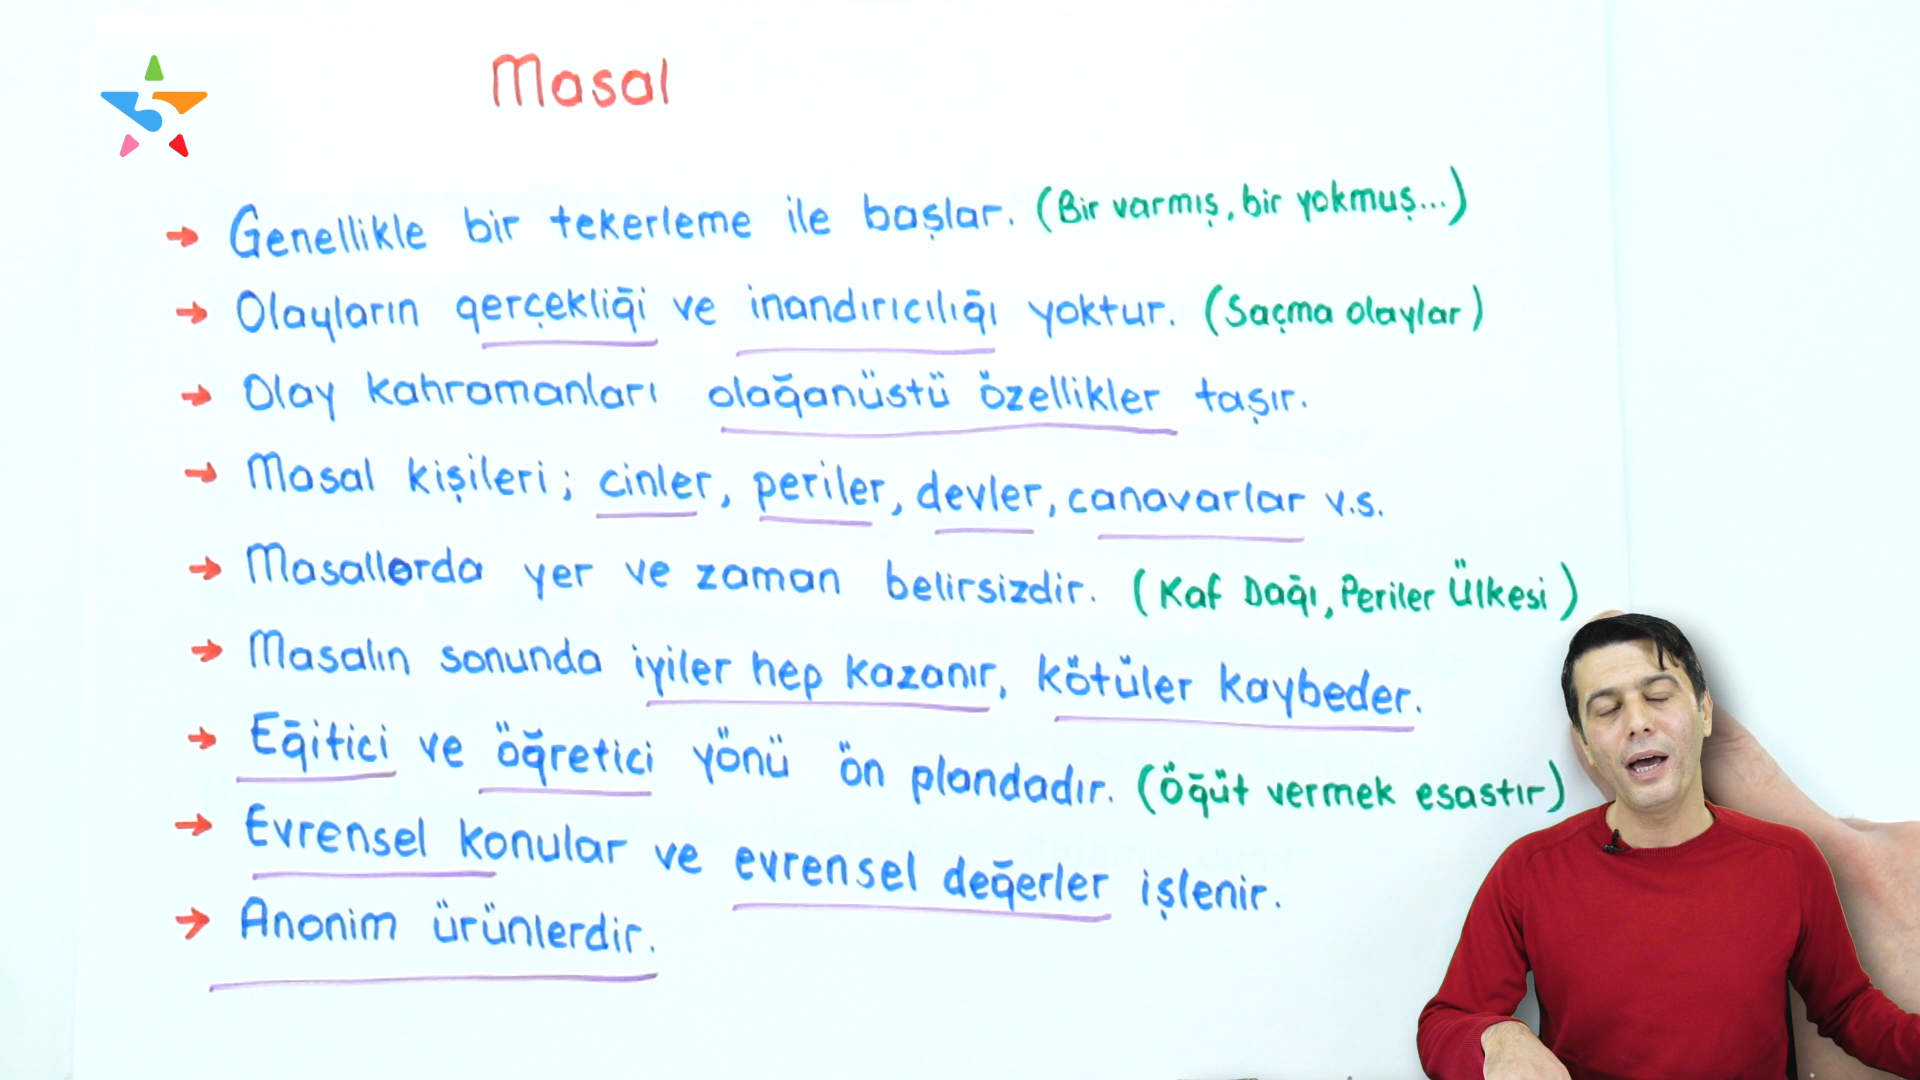 Masal
→ Genellikle bir tekerleme ile başlar. (Bir varmış, bir yokmuş...)
→ Olayların gerçekliği ve inandırıcılığı yoktur. (Saçma olaylar)
→ Olay kahramanları olağanüstü özellikler taşır.
→ Masal kişileri; cinler, periler, devler, canavarlar v.s.
→ Masallarda yer ve zaman belirsizdir. (Kaf Dağı, Periler Ülkesi)
→ Masalın sonunda iyiler hep kazanır, kötüler kaybeder.
→ Eğitici ve öğretici yönü ön plandadır. (Öğüt vermek esastır)
→ Evrensel konular ve evrensel değerler işlenir.
→ Anonim ürünlerdir.